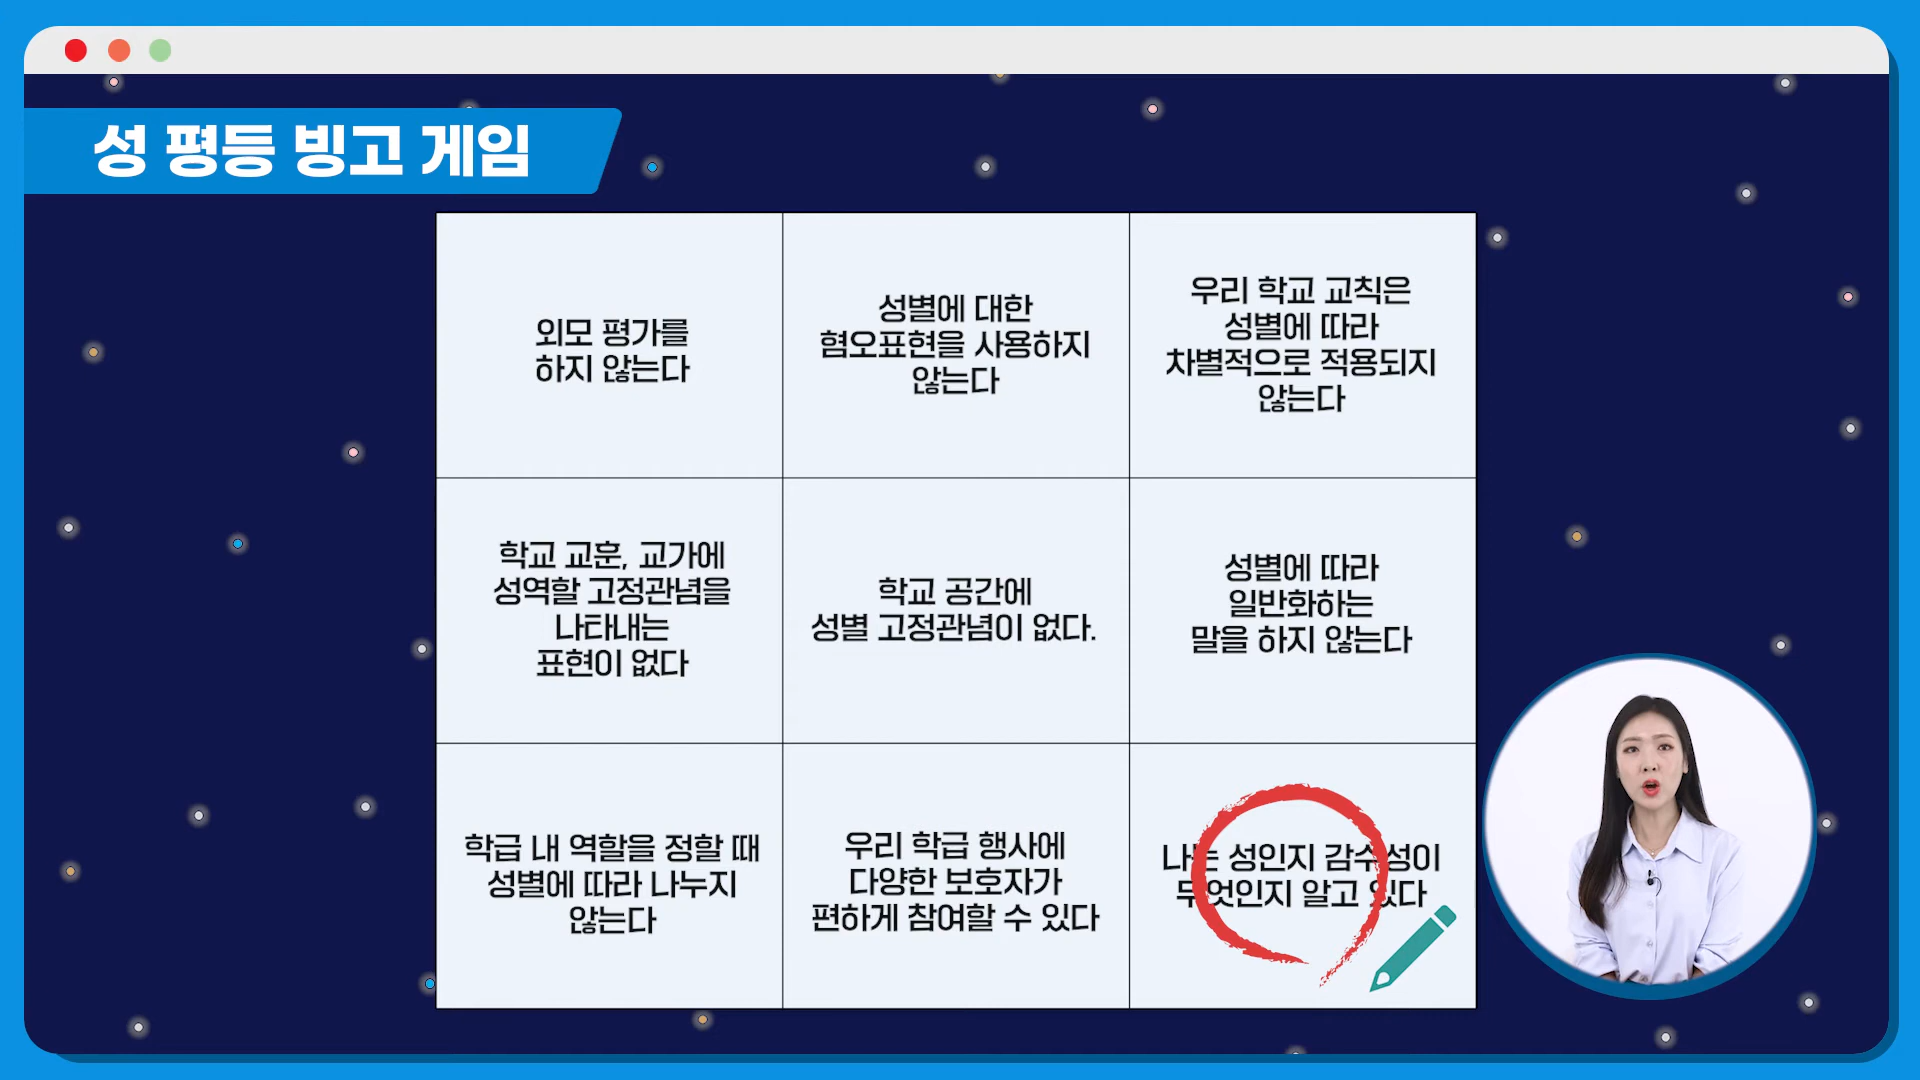 성 평등 빙고 게임
외모 평가를
하지 않는다
성별에 대한
혐오표현을 사용하지
않는다
우리 학교 교칙은
성별에 따라
차별적으로 적용되지
않는다
학교 교훈, 교가에
성역할 고정관념을
나타내는
표현이 없다
학교 공간에
성별 고정관념이 없다.
성별에 따라
일반화하는
말을 하지 않는다
학급 내 역할을 정할 때
성별에 따라 나누지
않는다
우리 학급 행사에
다양한 보호자가
편하게 참여할 수 있다
나는 성인지 감수성이
무엇인지 알고 있다